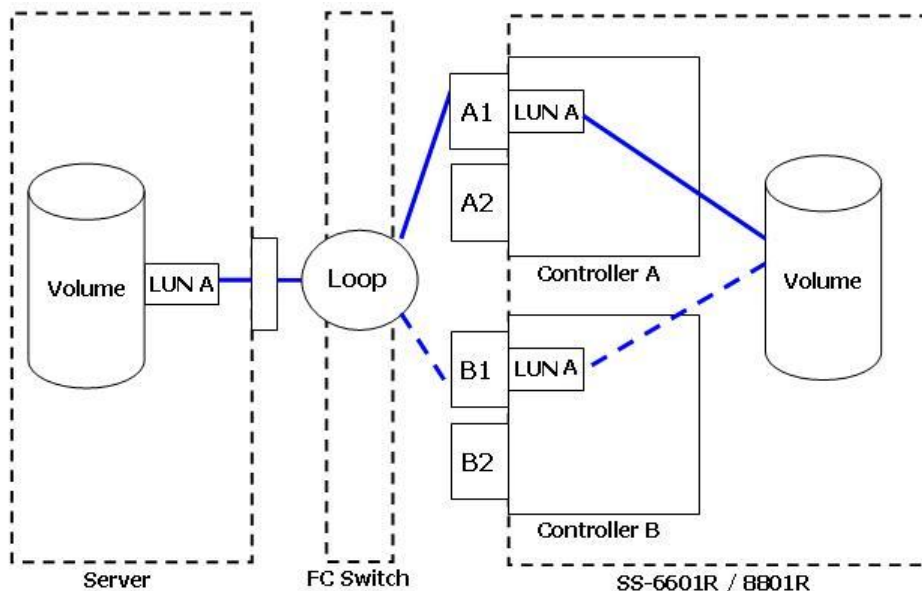 A1
LUN A
A2
Controller A
Volume
LUN A
Loop
Volume
B1
LUN A
B2
Controller B
Server
FC Switch
SS-6601R / 8801R